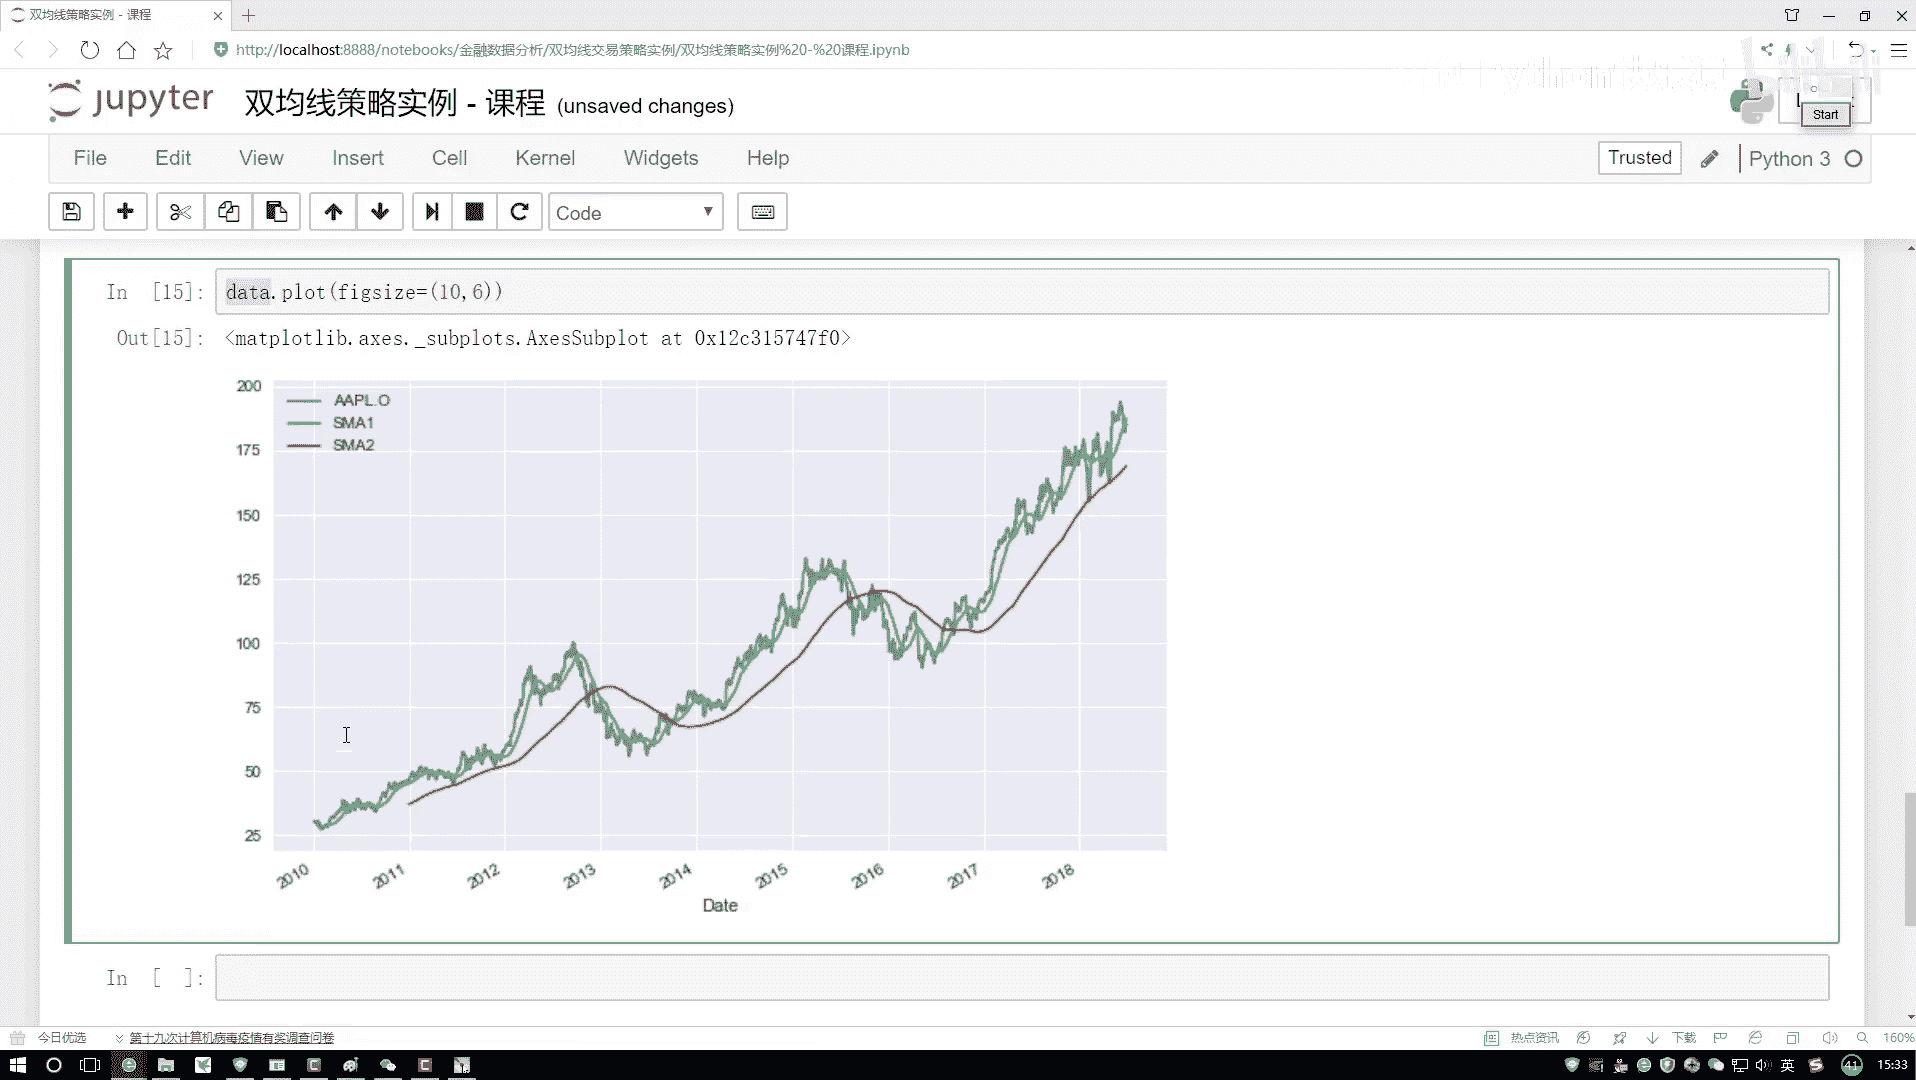 双均线策略实例 - 课程
http://localhost:8888/notebooks/金融数据分析/双均线交易策略实例/双均线策略实例%20-%20课程.ipynb
jupyter 双均线策略实例 - 课程 (unsaved changes)
Start
File Edit View Insert Cell Kernel Widgets Help Trusted Python 3
Code
In [15]: data.plot(figsize=(10,6))
Out[15]: <matplotlib.axes._subplots.AxesSubplot at 0x12c315747f0>
AAPL.O
SMA1
SMA2
200
175
150
125
100
75
50
25
2010 2011 2012 2013 2014 2015 2016 2017 2018
Date
In [ ]:
今日优选 第十九次计算机病毒疫情有奖调查问卷 热点资讯 下载 160%
英 41 15:33